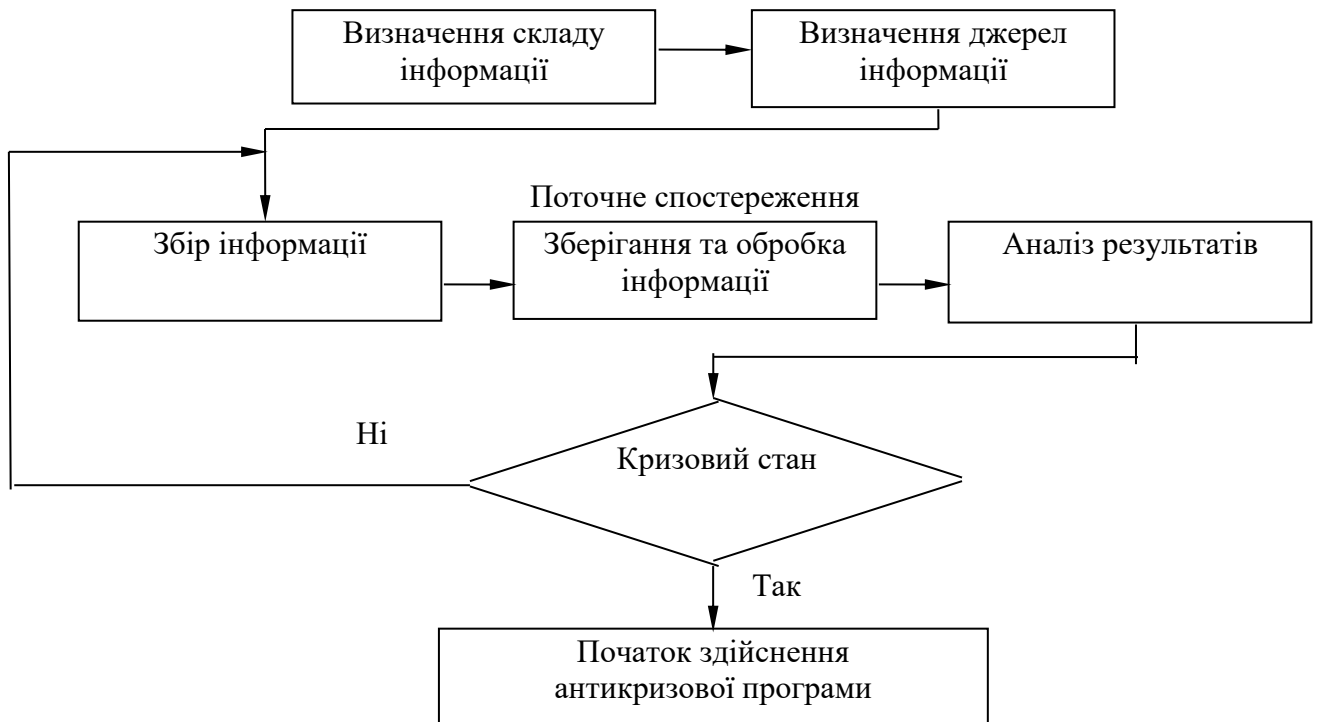 Визначення складу
інформації
Визначення джерел
інформації
Поточне спостереження
Збір інформації
Зберігання та обробка
інформації
Аналіз результатів
Ні
Кризовий стан
Так
Початок здійснення
антикризової програми